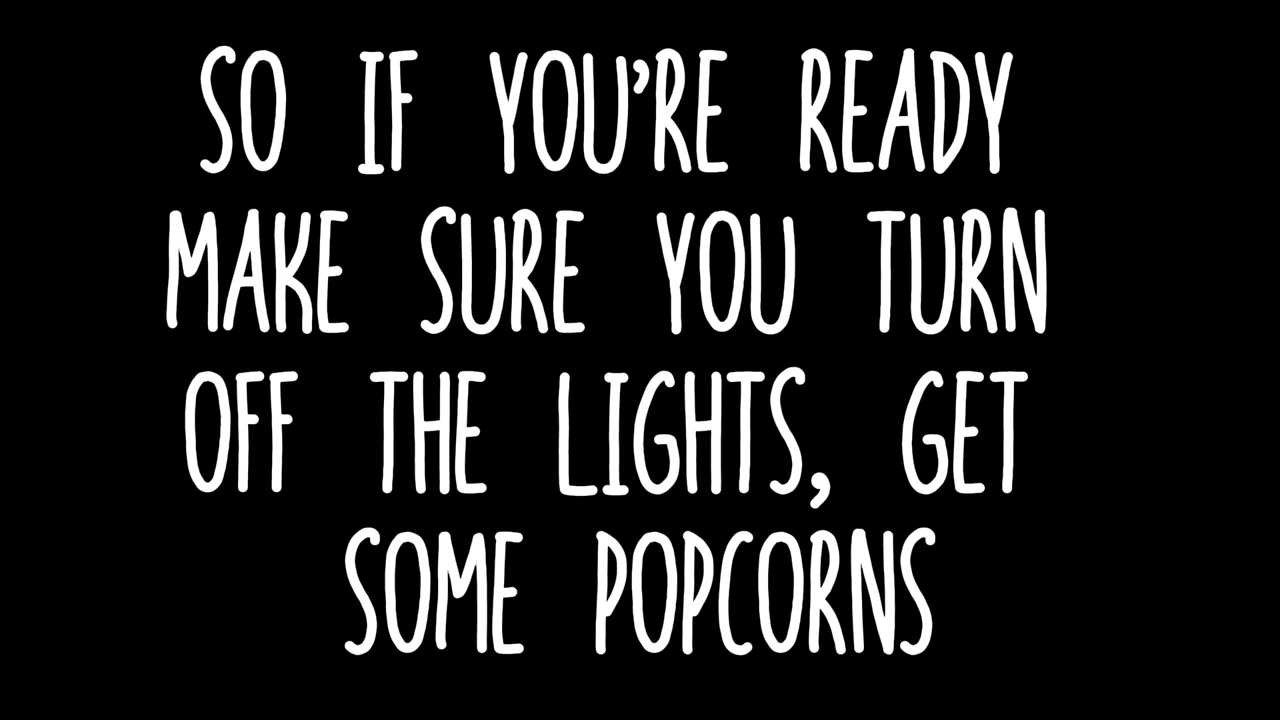 SO IF YOU'RE READY
MAKE SURE YOU TURN
OFF THE LIGHTS, GET
SOME POPCORNS